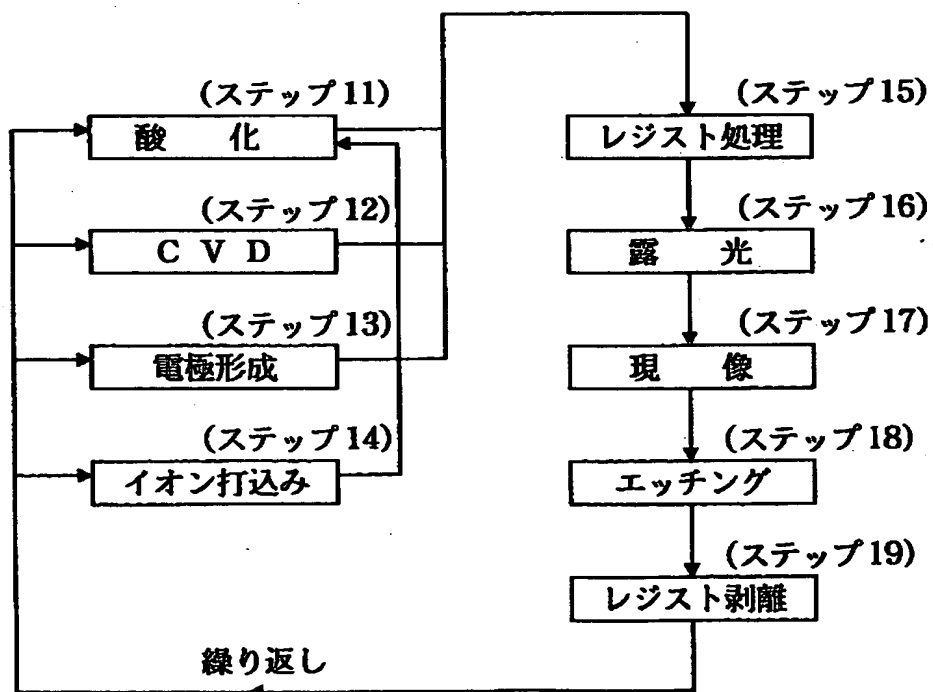 (ステップ11)
酸 化
(ステップ12)
C V D
(ステップ13)
電極形成
(ステップ14)
イオン打込み
(ステップ15)
レジスト処理
(ステップ16)
露 光
(ステップ17)
現 像
(ステップ18)
エッチング
(ステップ19)
レジスト剥離
繰り返し